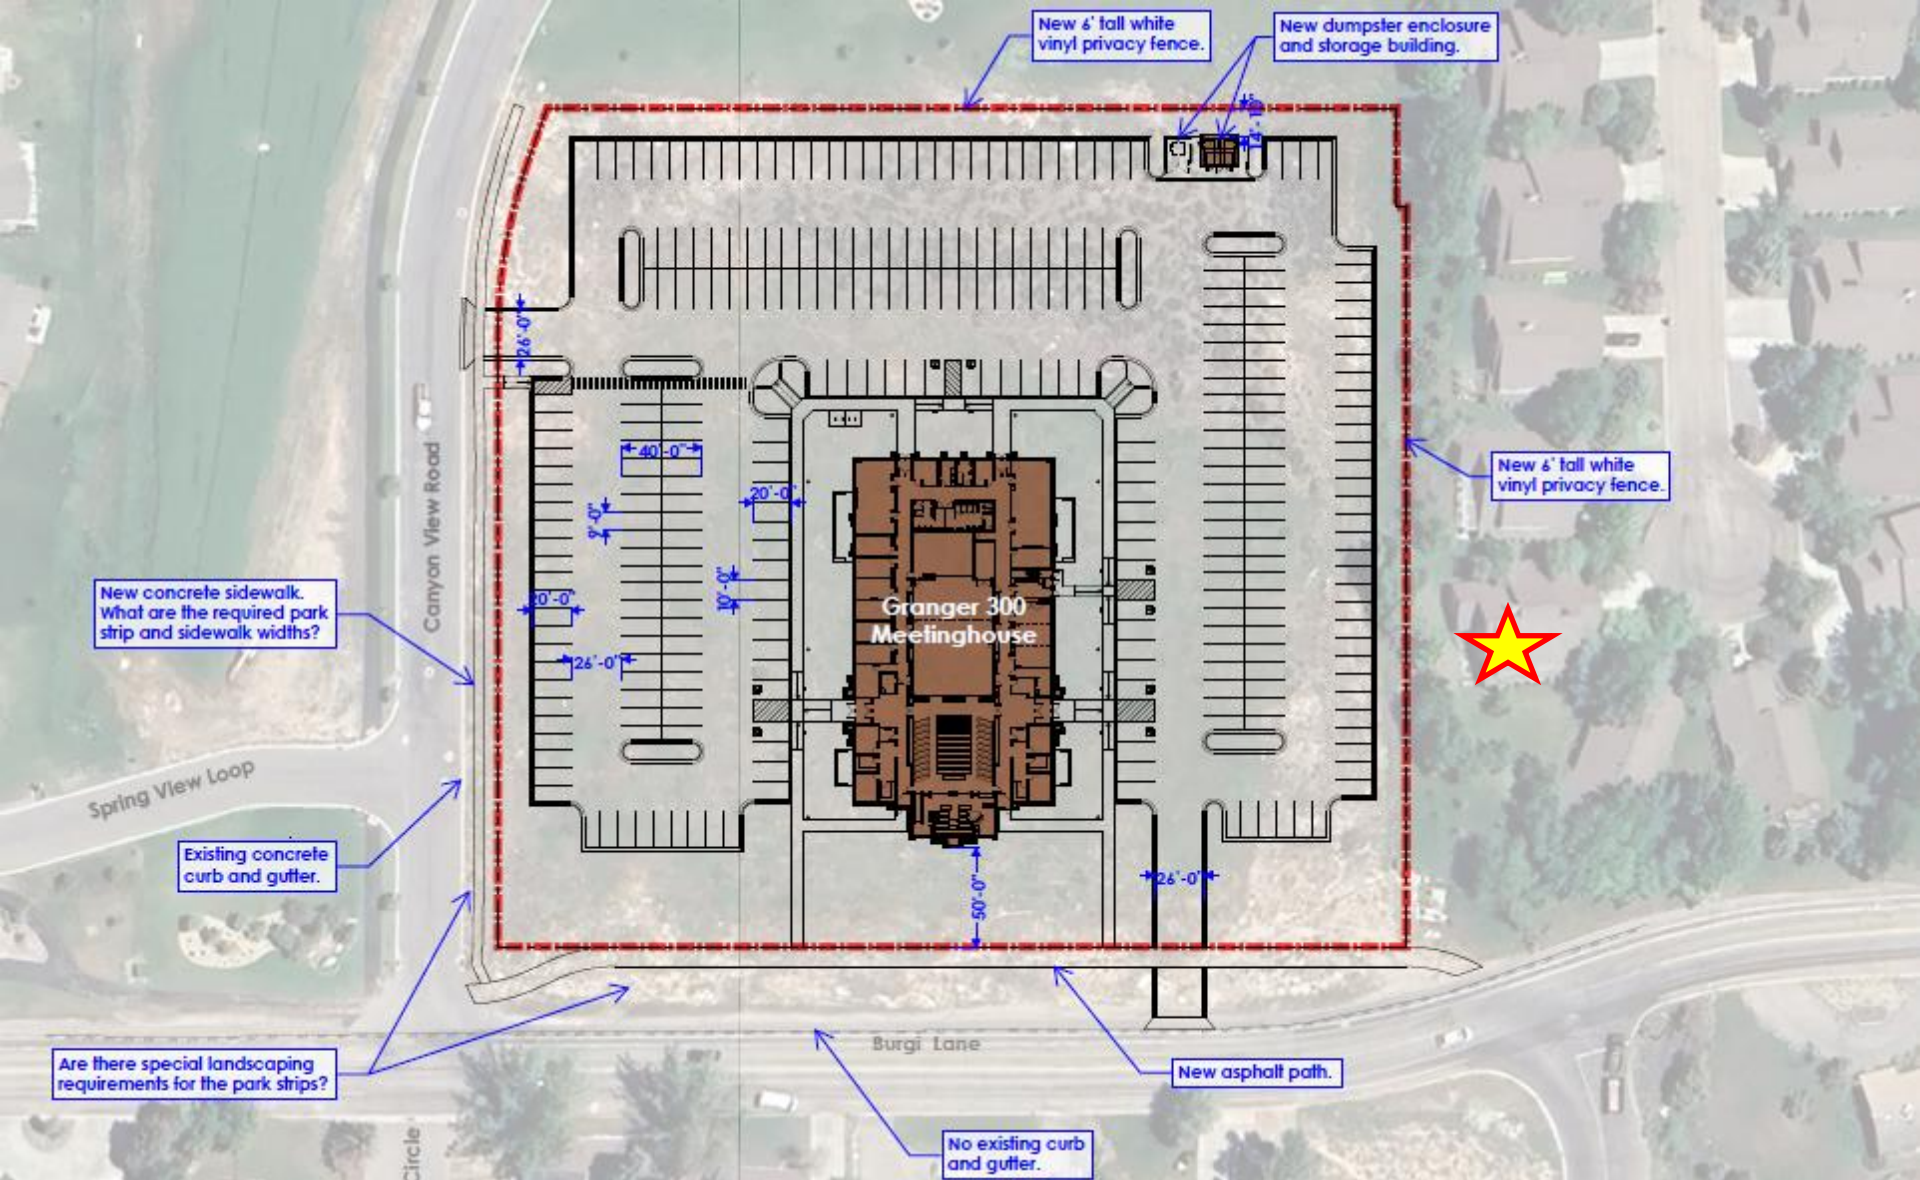 New 6' tall white
vinyl privacy fence.
New dumpster enclosure
and storage building.
14'-10"
26'-0"
40'-0"
20'-0"
9'-0"
10'-0"
20'-0"
26'-0"
Granger 300
Meetinghouse
New 6' tall white
vinyl privacy fence.
Canyon View Road
New concrete sidewalk.
What are the required park
strip and sidewalk widths?
Spring View Loop
Existing concrete
curb and gutter.
50'-0"
26'-0"
Burgi Lane
Are there special landscaping
requirements for the park strips?
New asphalt path.
No existing curb
and gutter.
Circle